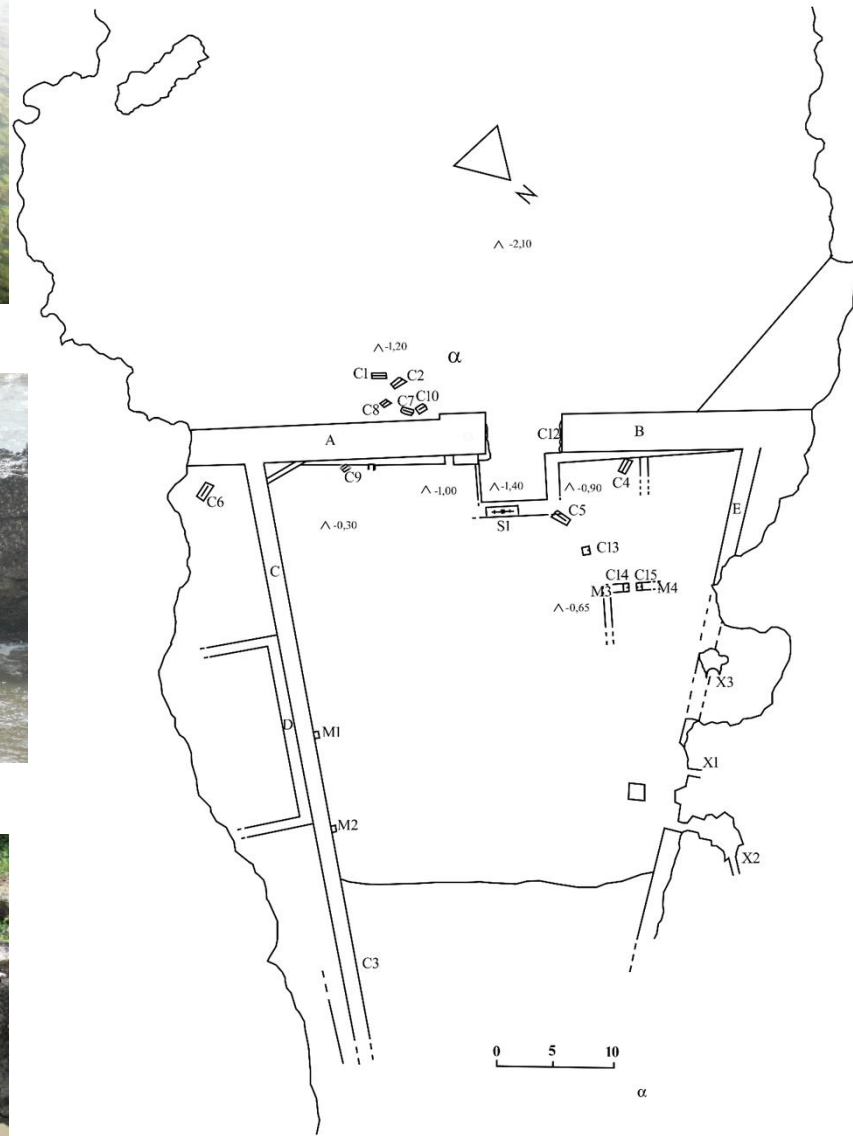 N
-2,10
-1,20
α
C1 C2
C8 C7 C10
A C12 B
C9 C4
C6 -1,00 -1,40 -0,90
S1 C5 E
-0,30
C C13
C14 C15
M3 M4
-0,65
X3
D M1
X1
M2
X2
C3
0 5 10
α